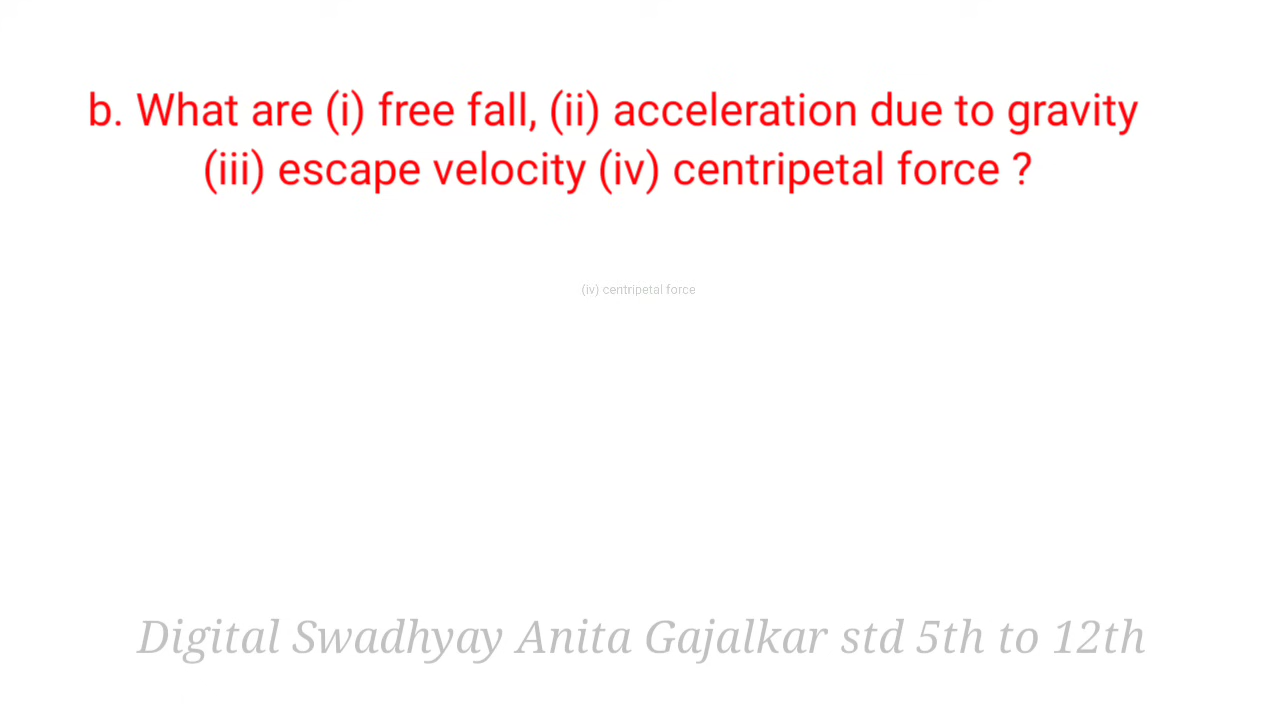 b. What are (i) free fall, (ii) acceleration due to gravity
(iii) escape velocity (iv) centripetal force ?
(iv) centripetal force
Digital Swadhyay Anita Gajalkar std 5th to 12th